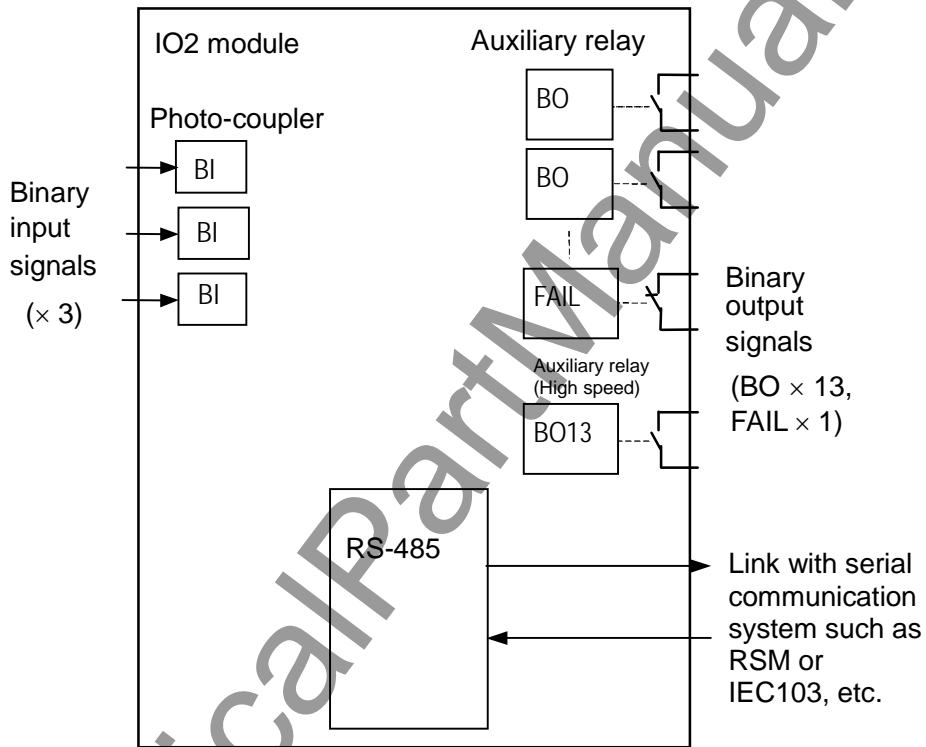 IO2 module
Auxiliary relay
BO
Photo-coupler
BI
BO
Binary
input
signals
(× 3)
BI
BI
FAIL
Binary
output
signals
(BO × 13,
FAIL × 1)
Auxiliary relay
(High speed)
BO13
RS-485
Link with serial
communication
system such as
RSM or
IEC103, etc.
icalPartManua